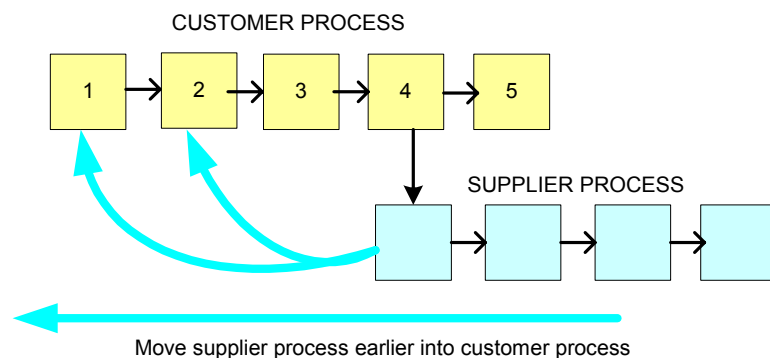 CUSTOMER PROCESS
1 2 3 4 5
SUPPLIER PROCESS
Move supplier process earlier into customer process